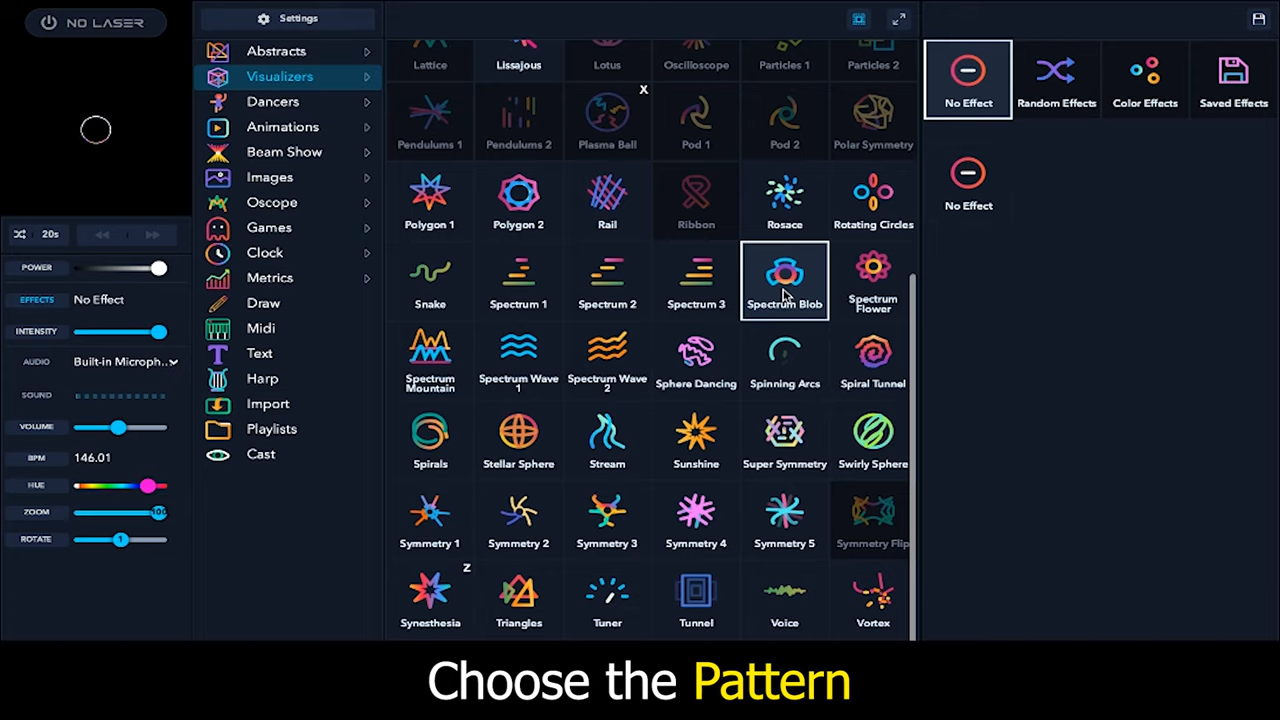 NO LASER
20s
POWER
EFFECTS No Effect
INTENSITY
AUDIO Built-in Microph...
SOUND
VOLUME
BPM 146.01
HUE
ZOOM 100
ROTATE 1
Settings
Abstracts
Visualizers
Dancers
Animations
Beam Show
Images
Oscope
Games
Clock
Metrics
Draw
Midi
Text
Harp
Import
Playlists
Cast
Lattice Lissajous Lotus Oscilloscope Particles 1 Particles 2
X
Pendulums 1 Pendulums 2 Plasma Ball Pod 1 Pod 2 Polar Symmetry
Polygon 1 Polygon 2 Rail Ribbon Rosace Rotating Circles
Snake Spectrum 1 Spectrum 2 Spectrum 3 Spectrum Blob Spectrum Flower
Spectrum Mountain Spectrum Wave 1 Spectrum Wave 2 Sphere Dancing Spinning Arcs Spiral Tunnel
Spirals Stellar Sphere Stream Sunshine Super Symmetry Swirly Sphere
Symmetry 1 Symmetry 2 Symmetry 3 Symmetry 4 Symmetry 5 Symmetry Flip
Z
Synesthesia Triangles Tuner Tunnel Voice Vortex
No Effect Random Effects Color Effects Saved Effects
No Effect
Choose the Pattern